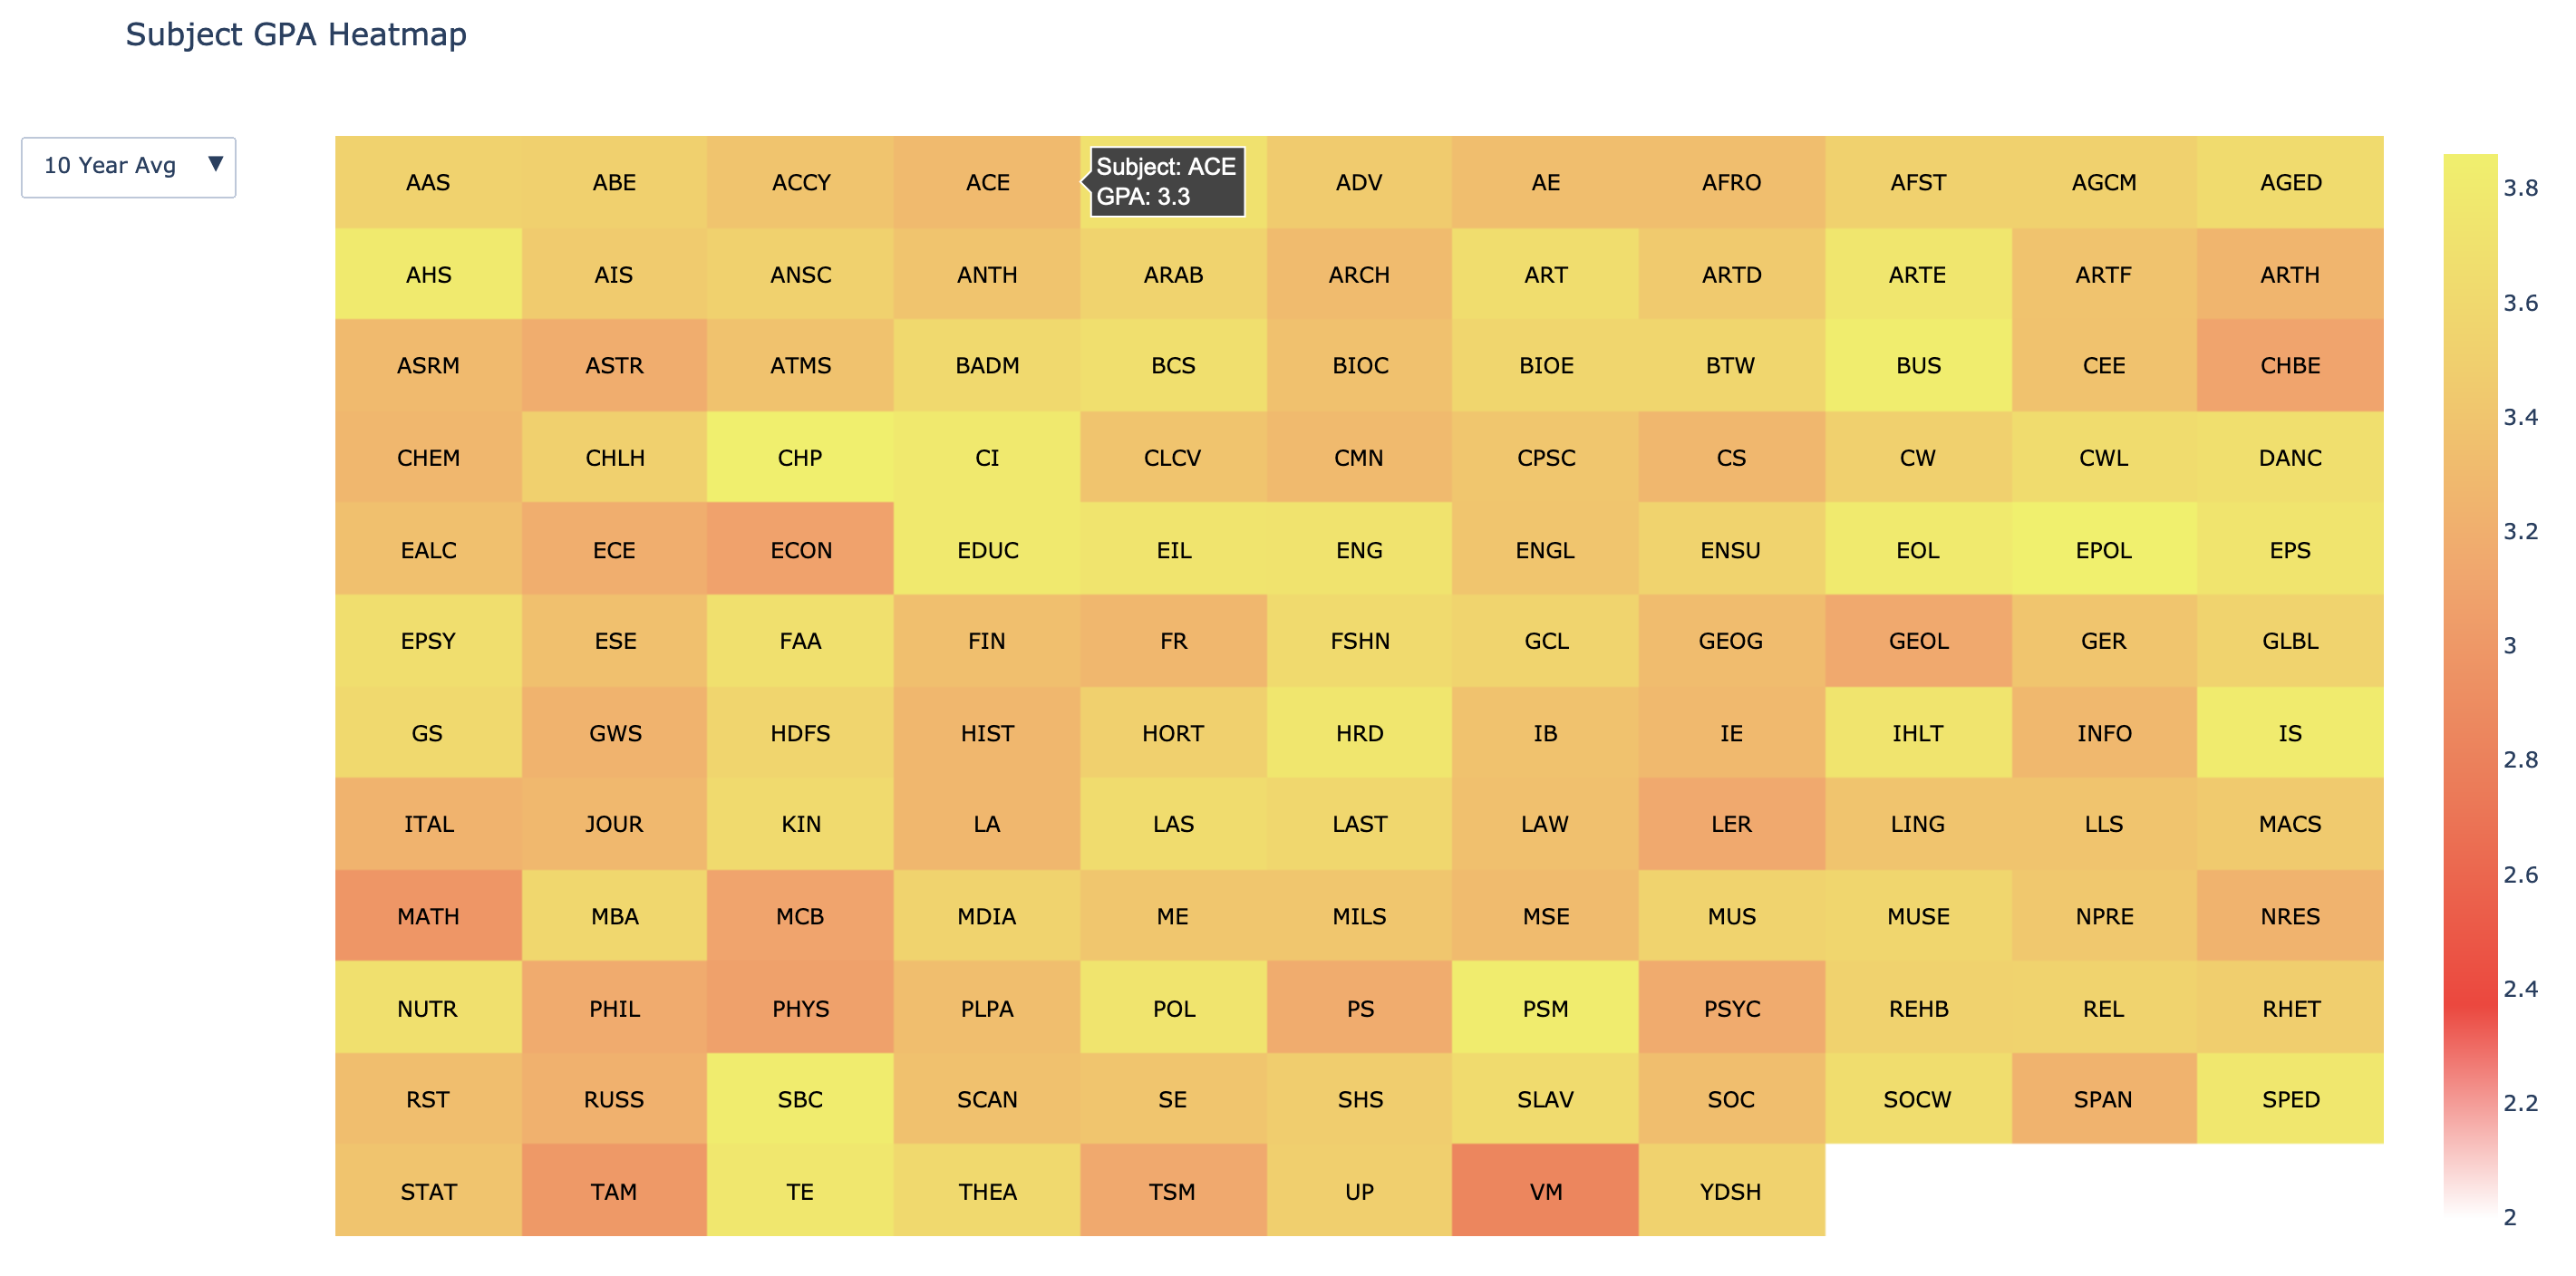 Subject GPA Heatmap
10 Year Avg ▼
AAS ABE ACCY ACE ADV AE AFRO AFST AGCM AGED
Subject: ACE
GPA: 3.3
AHS AIS ANSC ANTH ARAB ARCH ART ARTD ARTE ARTF ARTH
ASRM ASTR ATMS BADM BCS BIOC BIOE BTW BUS CEE CHBE
CHEM CHLH CHP CI CLCV CMN CPSC CS CW CWL DANC
EALC ECE ECON EDUC EIL ENG ENGL ENSU EOL EPOL EPS
EPSY ESE FAA FIN FR FSHN GCL GEOG GEOL GER GLBL
GS GWS HDFS HIST HORT HRD IB IE IHLT INFO IS
ITAL JOUR KIN LA LAS LAST LAW LER LING LLS MACS
MATH MBA MCB MDIA ME MILS MSE MUS MUSE NPRE NRES
NUTR PHIL PHYS PLPA POL PS PSM PSYC REHB REL RHET
RST RUSS SBC SCAN SE SHS SLAV SOC SOCW SPAN SPED
STAT TAM TE THEA TSM UP VM YDSH
3.8
3.6
3.4
3.2
3
2.8
2.6
2.4
2.2
2